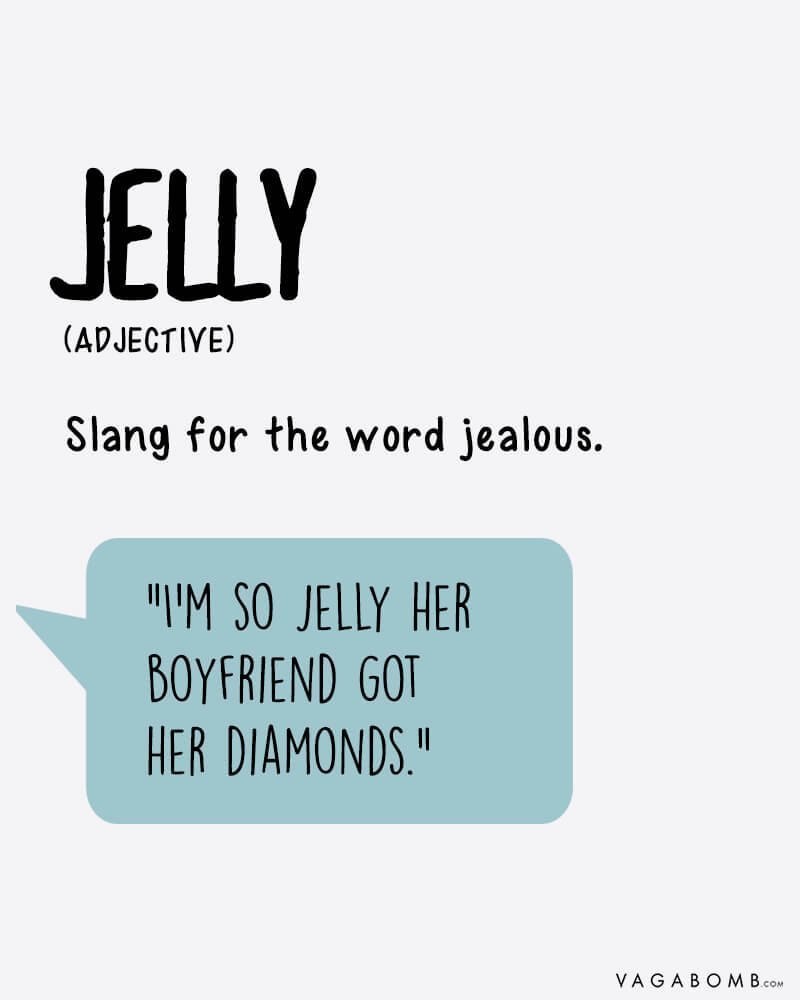 JELLY
(ADJECTIVE)
Slang for the word jealous.
"I'M SO JELLY HER
BOYFRIEND GOT
HER DIAMONDS."
VAGABOMB.COM